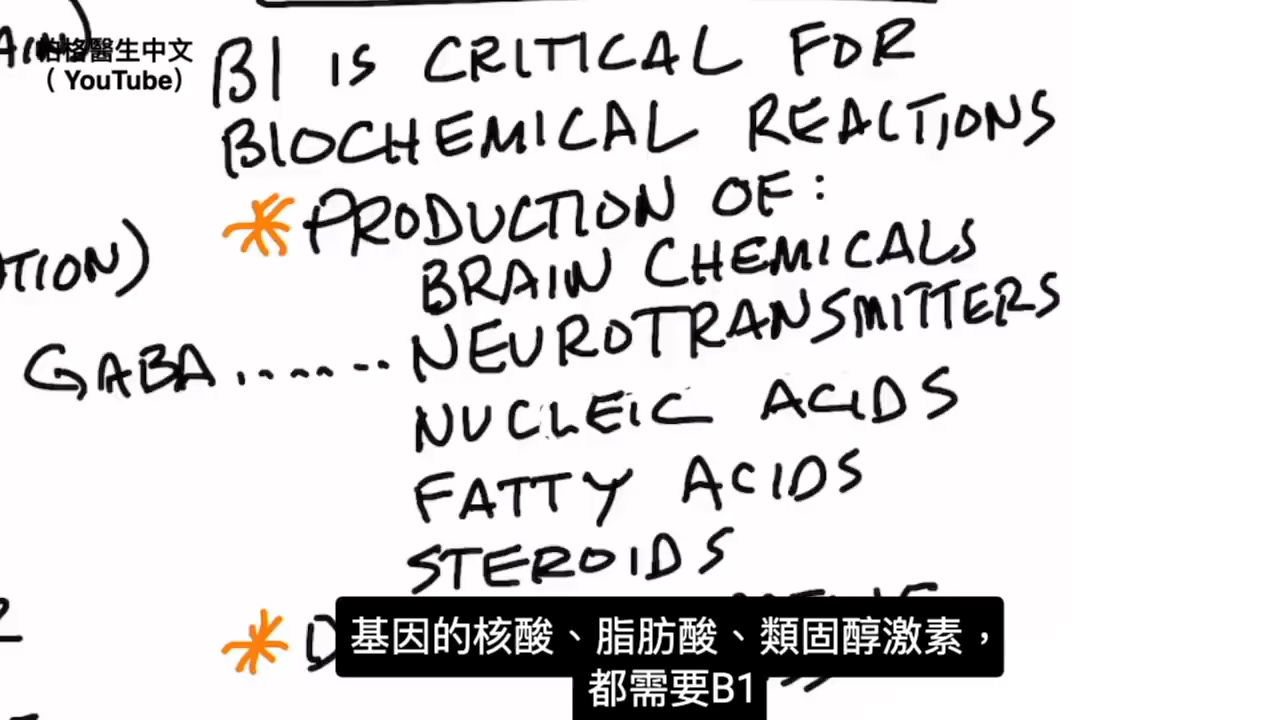 帕格醫生中文
（YouTube）
B1 IS CRITICAL FOR
BIOCHEMICAL REACTIONS
* PRODUCTION OF:
BRAIN CHEMICALS
GABA ...... NEUROTRANSMITTERS
NUCLEIC ACIDS
FATTY ACIDS
STEROIDS
*
基因的核酸、脂肪酸、類固醇激素，
都需要B1